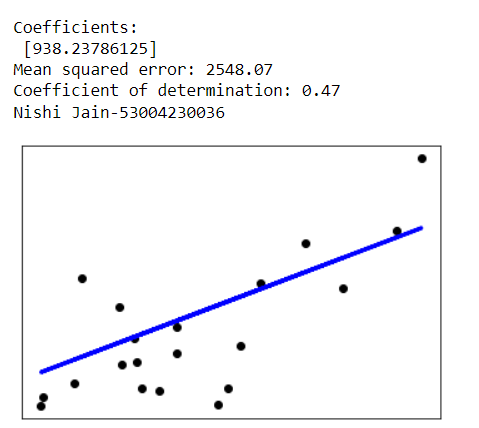 Coefficients:
[938.23786125]
Mean squared error: 2548.07
Coefficient of determination: 0.47
Nishi Jain-53004230036